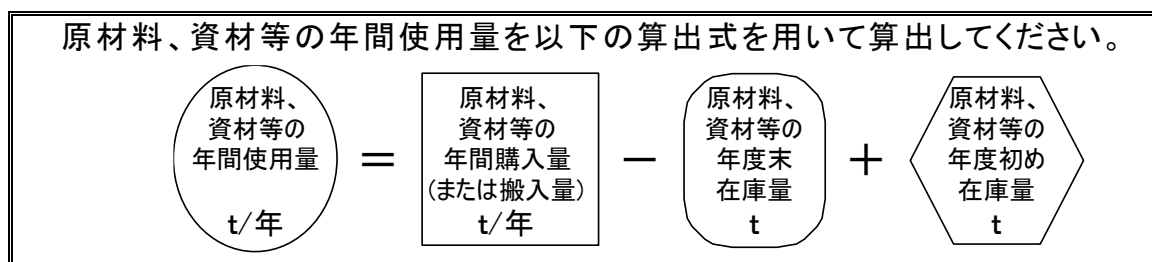 原材料、資材等の年間使用量を以下の算出式を用いて算出してください。
原材料、
資材等の
年間使用量
t/年
＝
原材料、
資材等の
年間購入量
(または搬入量)
t/年
－
原材料、
資材等の
年度末
在庫量
t
＋
原材料、
資材等の
年度初め
在庫量
t